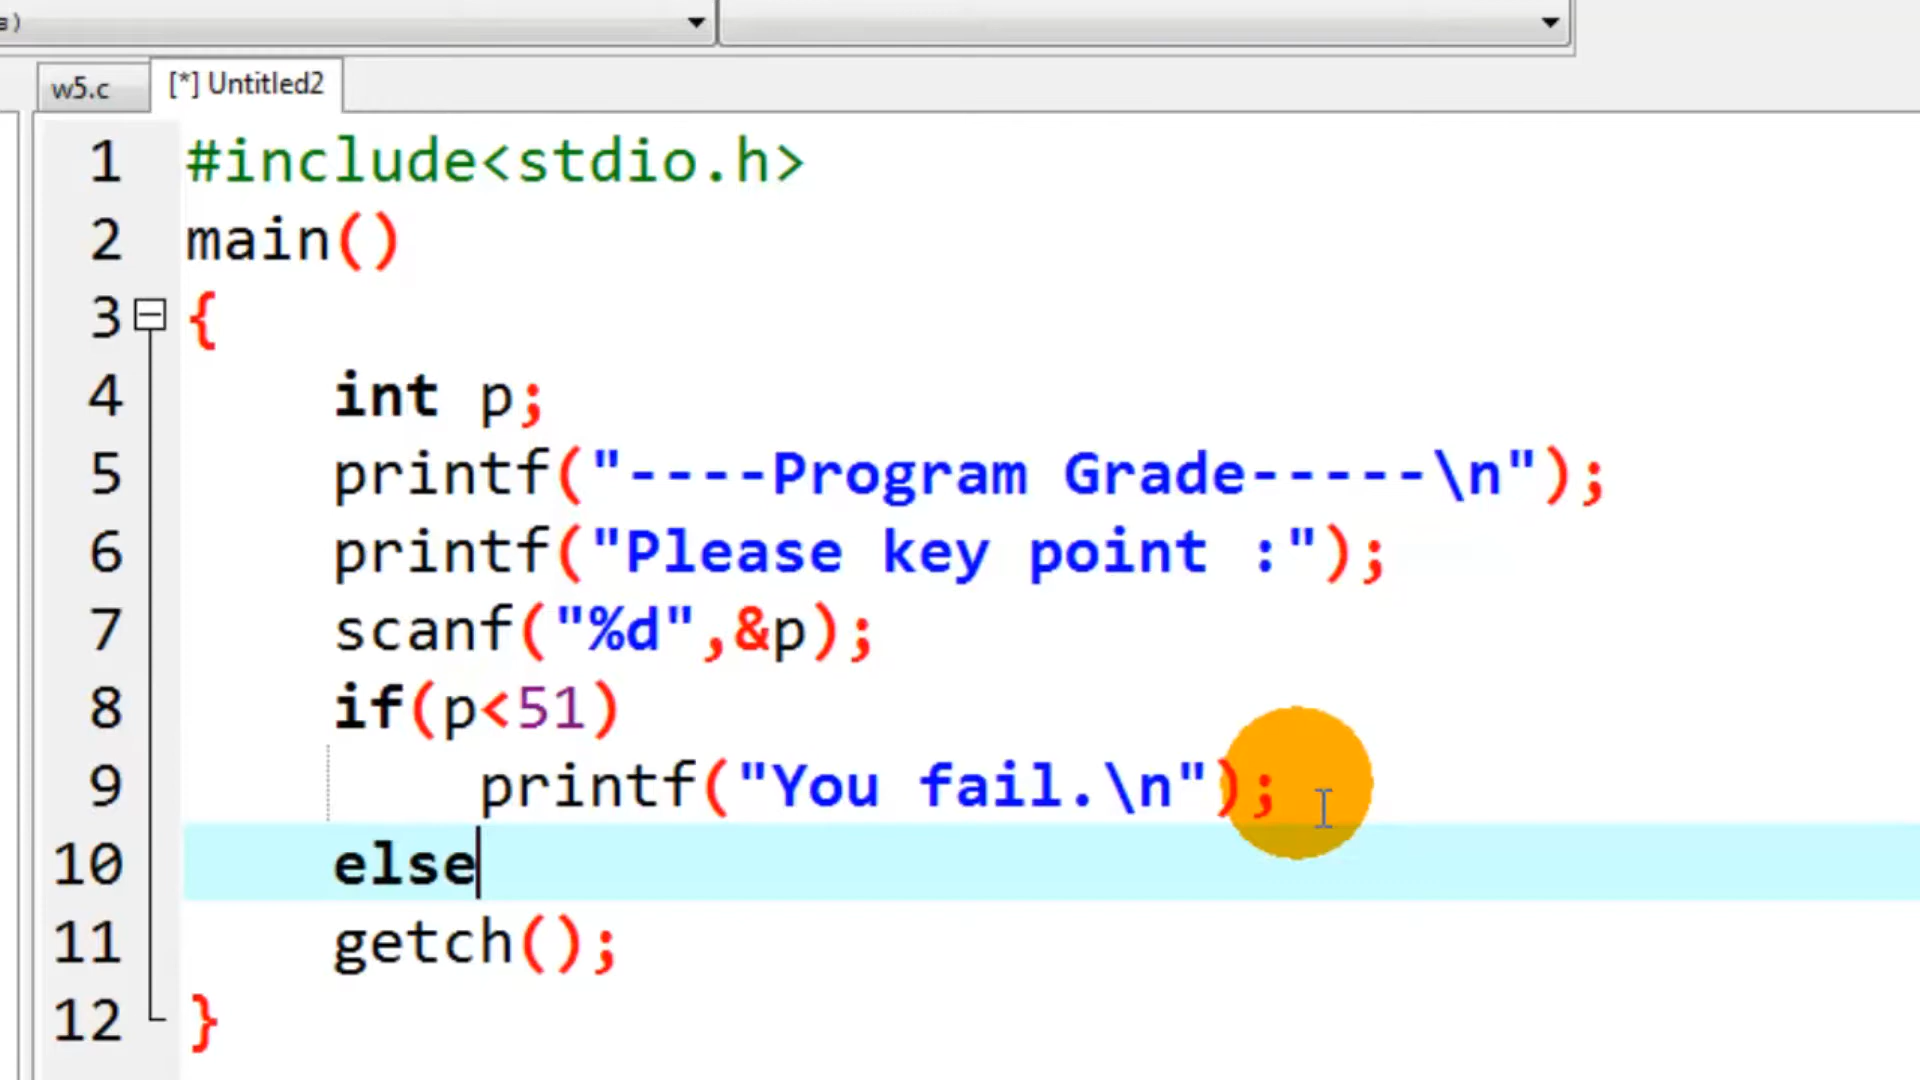 w5.c
[*] Untitled2
1 #include<stdio.h>
2 main()
3 {
4 int p;
5 printf("----Program Grade-----\n");
6 printf("Please key point :");
7 scanf("%d",&p);
8 if(p<51)
9 printf("You fail.\n");
10 else
11 getch();
12 }